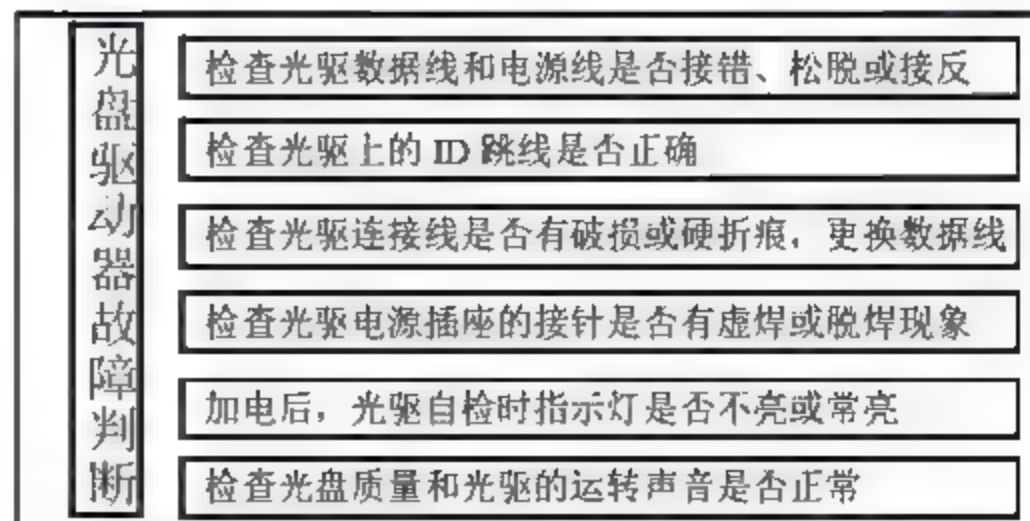 光盘驱动器故障判断
检查光驱数据线和电源线是否接错、松脱或接反
检查光驱上的 ID 跳线是否正确
检查光驱连接线是否有破损或硬折痕，更换数据线
检查光驱电源插座的接针是否有虚焊或脱焊现象
加电后，光驱自检时指示灯是否不亮或常亮
检查光盘质量和光驱的运转声音是否正常